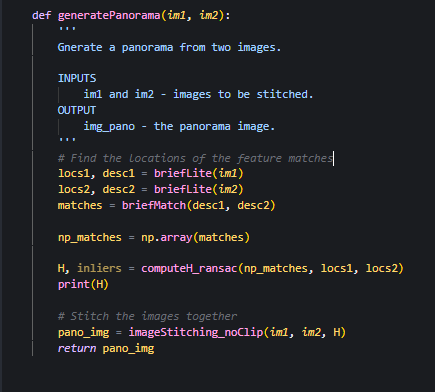 def generatePanorama(im1, im2):
    '''
    Gnerate a panorama from two images.

    INPUTS
        im1 and im2 - images to be stitched.
    OUTPUT
        img_pano - the panorama image.
    '''
    # Find the locations of the feature matches
    locs1, desc1 = briefLite(im1)
    locs2, desc2 = briefLite(im2)
    matches = briefMatch(desc1, desc2)

    np_matches = np.array(matches)

    H, inliers = computeH_ransac(np_matches, locs1, locs2)
    print(H)

    # Stitch the images together
    pano_img = imageStitching_noClip(im1, im2, H)
    return pano_img